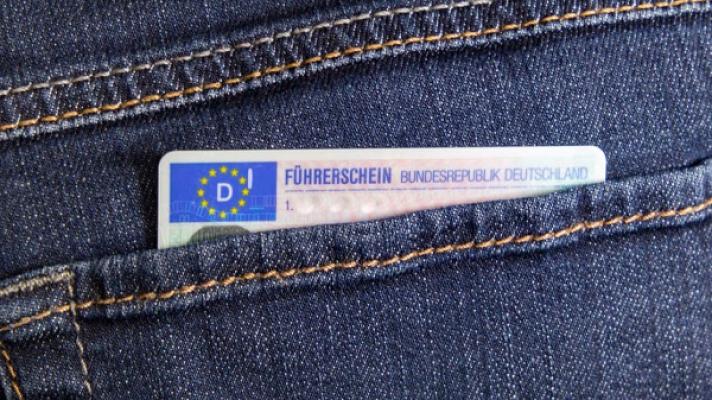 D
FÜHRERSCHEIN BUNDESREPUBLIK DEUTSCHLAND
1.